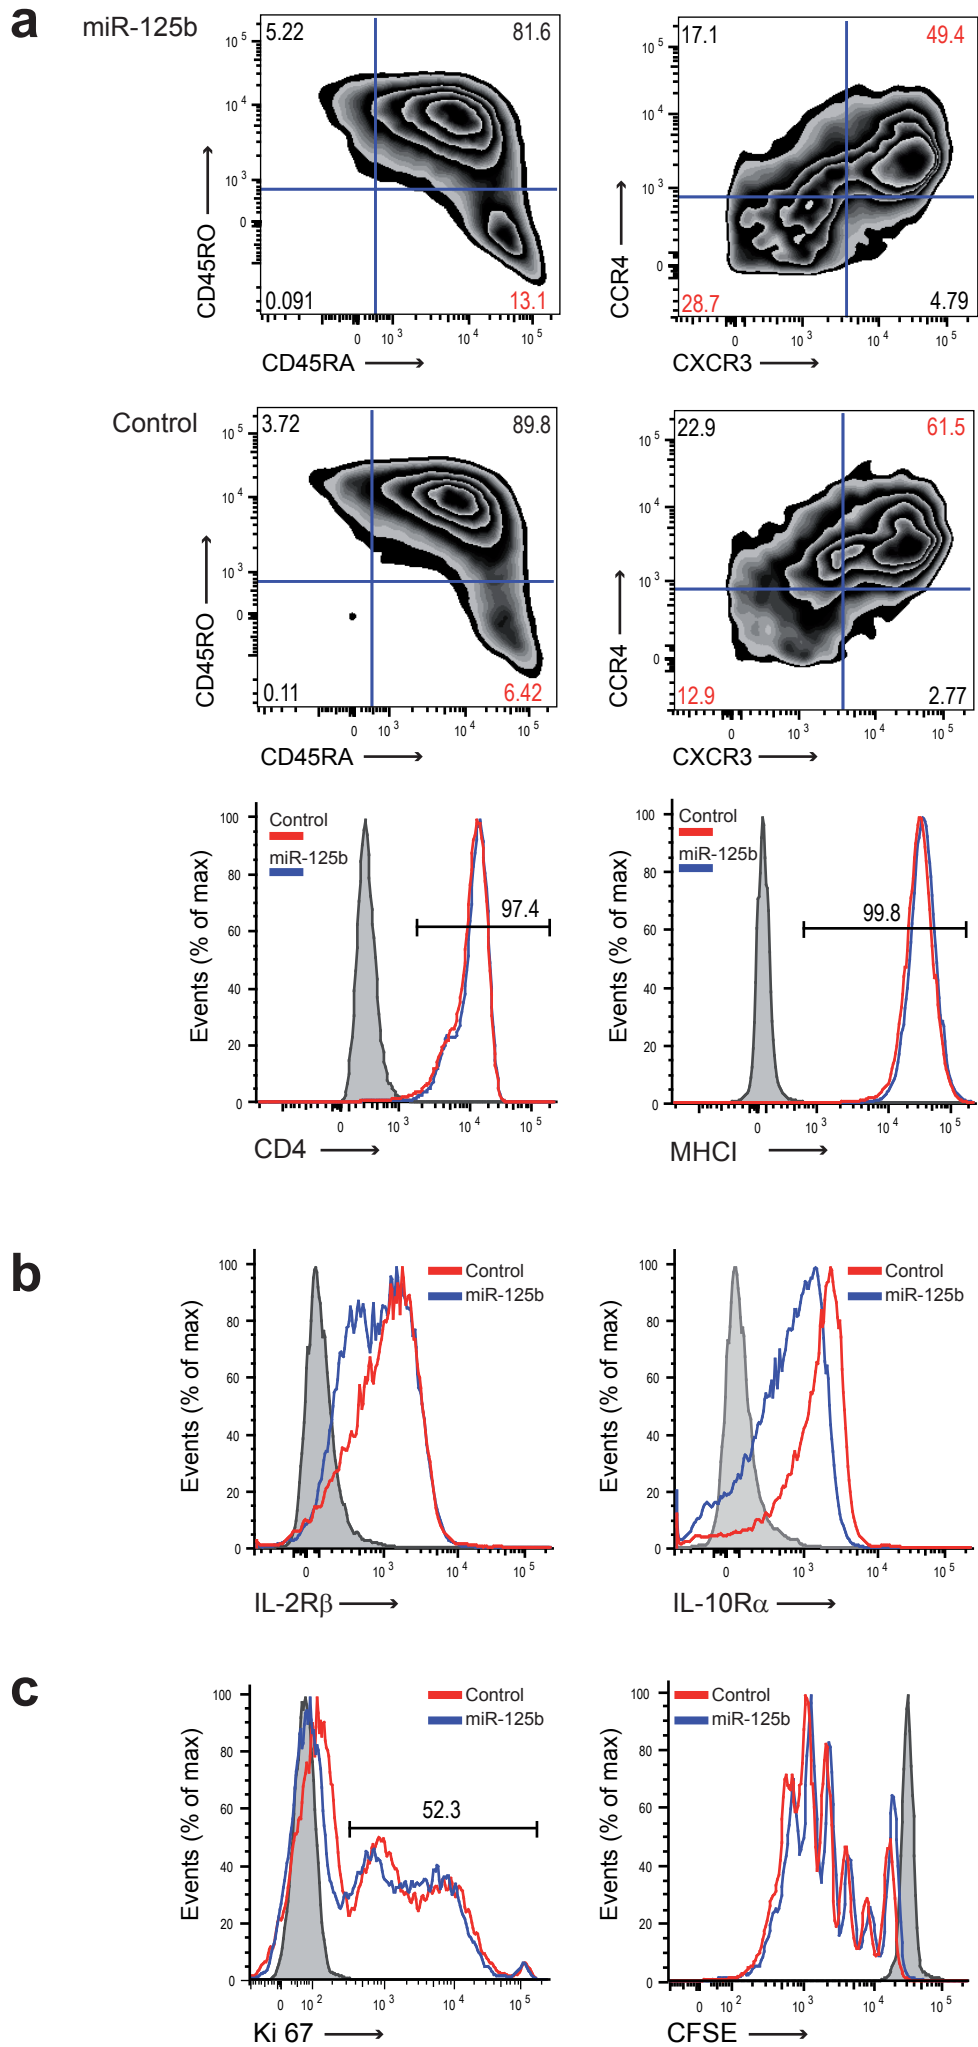 a
miR-125b
5.22 81.6
10^5
10^4
10^3
0
CD45RO
0.091 13.1
0 10^3 10^4 10^5
CD45RA
17.1 49.4
10^5
10^4
10^3
0
CCR4
28.7 4.79
0 10^3 10^4 10^5
CXCR3
Control
3.72 89.8
10^5
10^4
10^3
0
CD45RO
0.11 6.42
0 10^3 10^4 10^5
CD45RA
22.9 61.5
10^5
10^4
10^3
0
CCR4
12.9 2.77
0 10^3 10^4 10^5
CXCR3
Events (% of max)
100
80
60
40
20
0
Control
miR-125b
97.4
0 10^3 10^4 10^5
CD4
Events (% of max)
100
80
60
40
20
0
Control
miR-125b
99.8
0 10^3 10^4 10^5
MHCI
b
Events (% of max)
100
80
60
40
20
0
Control
miR-125b
0 10^3 10^4 10^5
IL-2Rβ
Events (% of max)
100
80
60
40
20
0
Control
miR-125b
0 10^3 10^4 10^5
IL-10Rα
c
Events (% of max)
100
80
60
40
20
0
Control
miR-125b
52.3
0 10^2 10^3 10^4 10^5
Ki 67
Events (% of max)
100
80
60
40
20
0
Control
miR-125b
0 10^2 10^3 10^4 10^5
CFSE